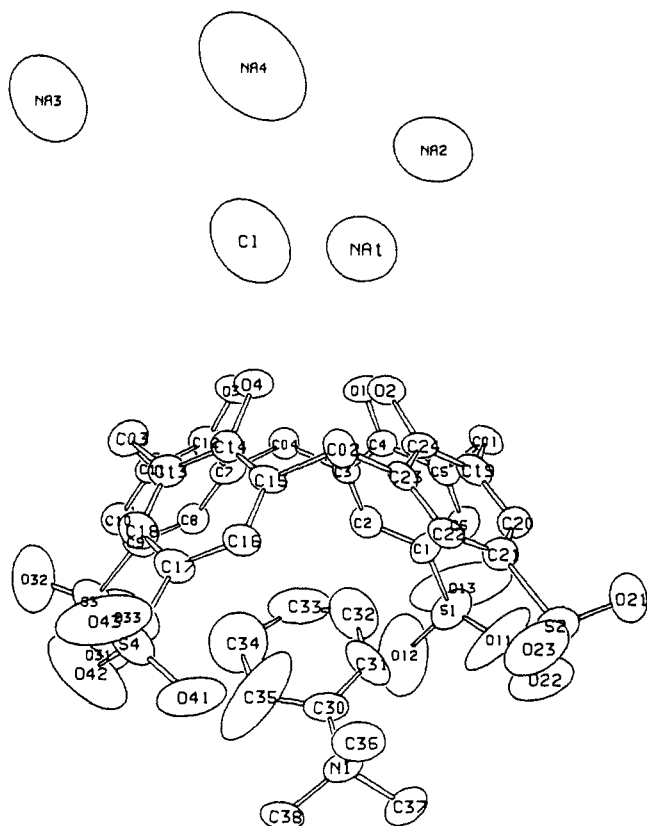 NA4
NA3
NA2
Cl
NA1
O3 O4 O1 O2
C03 C14 C04 C02 C4 C24 C01
C13 C7 C15 C3 C23 C5 C19
C10 C8 C2 C6 C20
C18 C9 C16 C1 C22 C21
C17
O32 O13
S3 O33 C33 C32 S1 O21
O43 S4 C34 O11 S2
O31 C31 O12 O23
O42 O41 C35 C30 O22
C36
N1
C38 C37